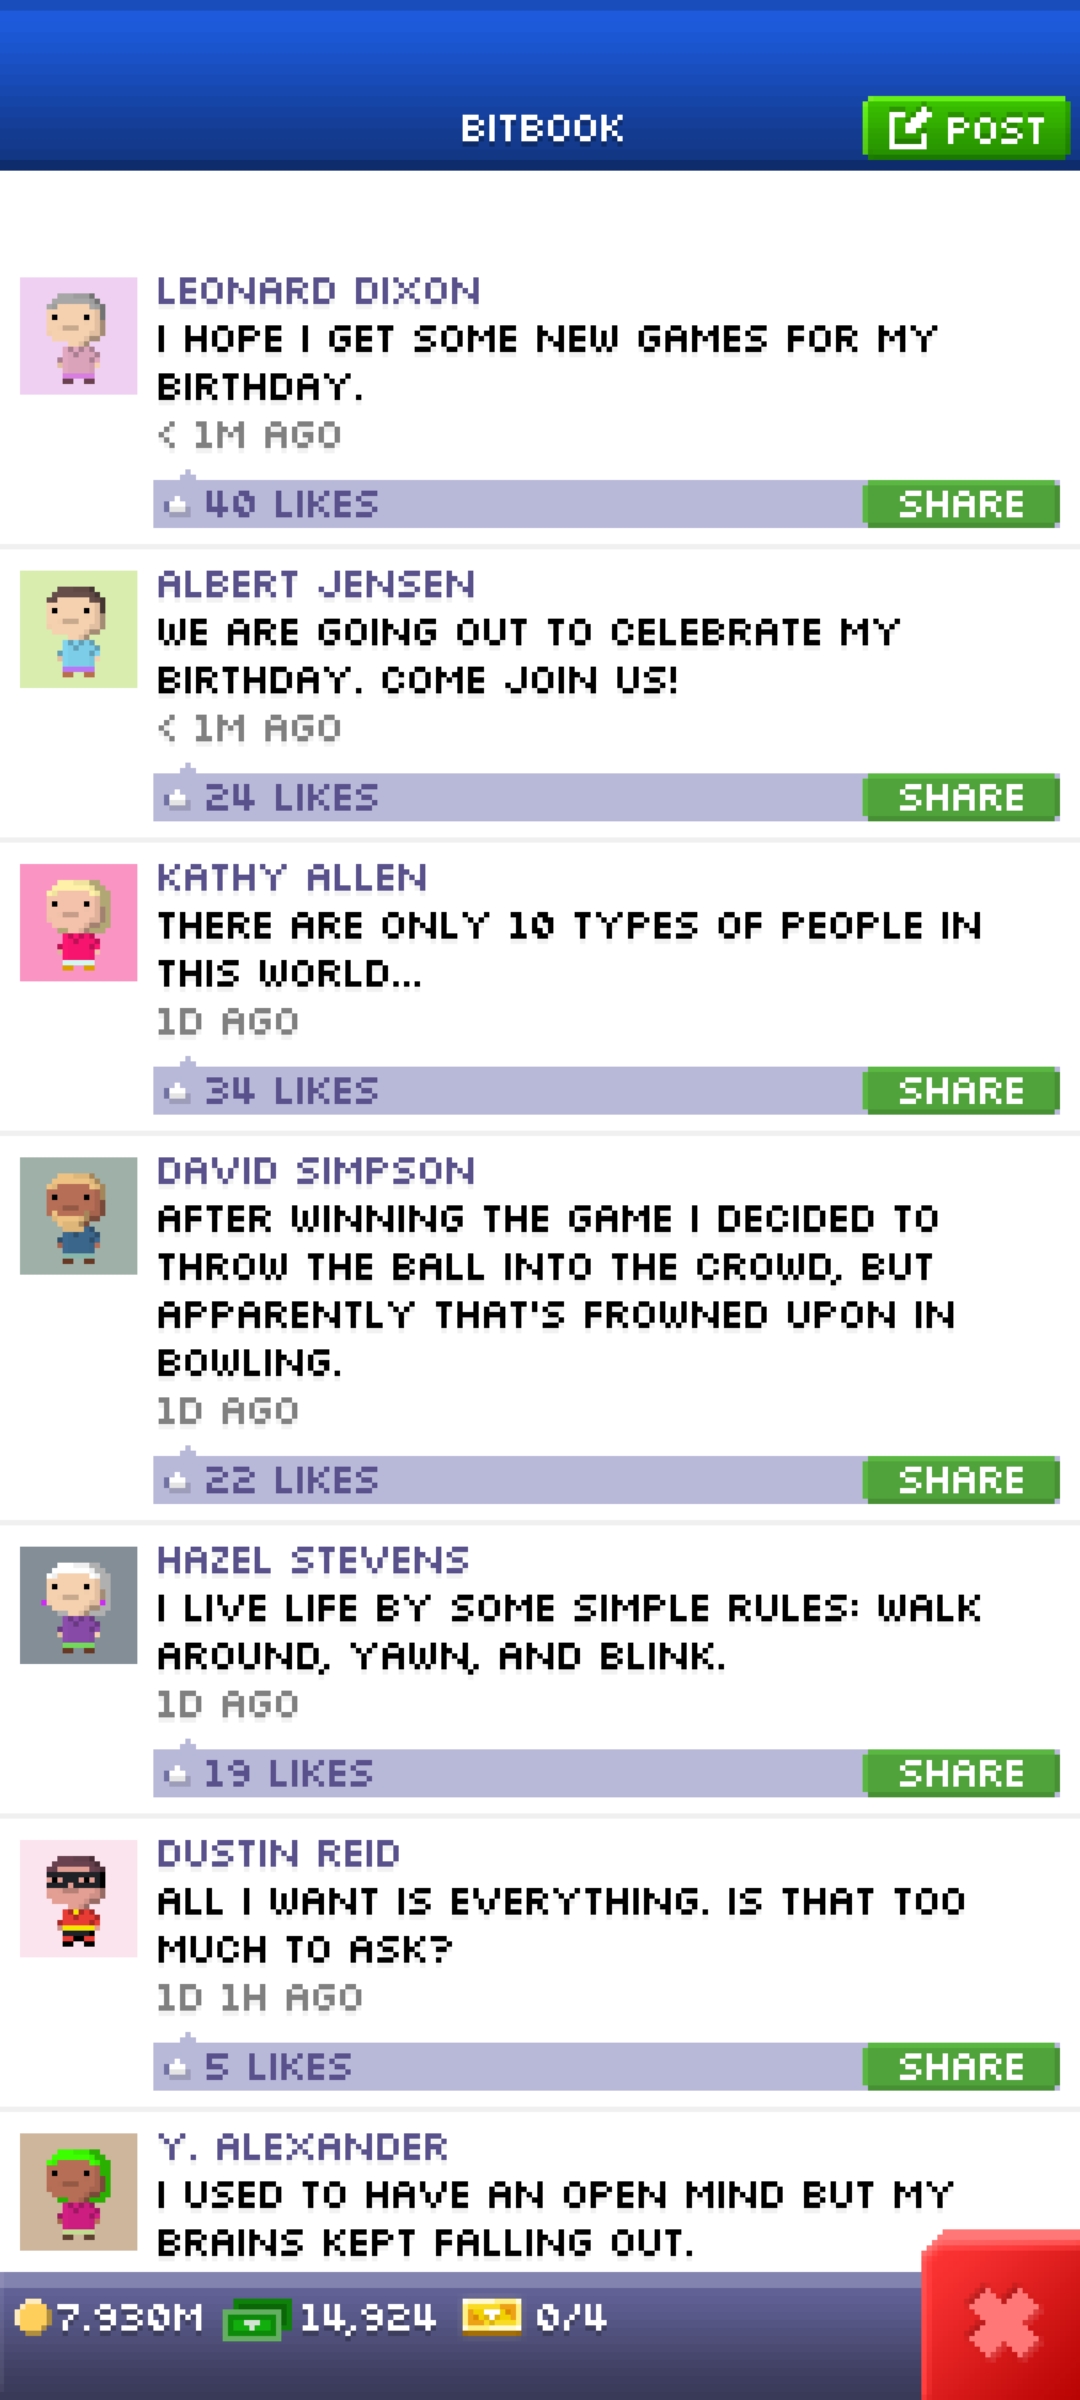 BITBOOK
POST
LEONARD DIXON
I HOPE I GET SOME NEW GAMES FOR MY
BIRTHDAY.
< 1M AGO
40 LIKES
SHARE
ALBERT JENSEN
WE ARE GOING OUT TO CELEBRATE MY
BIRTHDAY. COME JOIN US!
< 1M AGO
24 LIKES
SHARE
KATHY ALLEN
THERE ARE ONLY 10 TYPES OF PEOPLE IN
THIS WORLD...
1D AGO
34 LIKES
SHARE
DAVID SIMPSON
AFTER WINNING THE GAME I DECIDED TO
THROW THE BALL INTO THE CROWD, BUT
APPARENTLY THAT'S FROWNED UPON IN
BOWLING.
1D AGO
22 LIKES
SHARE
HAZEL STEVENS
I LIVE LIFE BY SOME SIMPLE RULES: WALK
AROUND, YAWN, AND BLINK.
1D AGO
19 LIKES
SHARE
DUSTIN REID
ALL I WANT IS EVERYTHING. IS THAT TOO
MUCH TO ASK?
1D 1H AGO
5 LIKES
SHARE
Y. ALEXANDER
I USED TO HAVE AN OPEN MIND BUT MY
BRAINS KEPT FALLING OUT.
7.930M 14,924 0/4